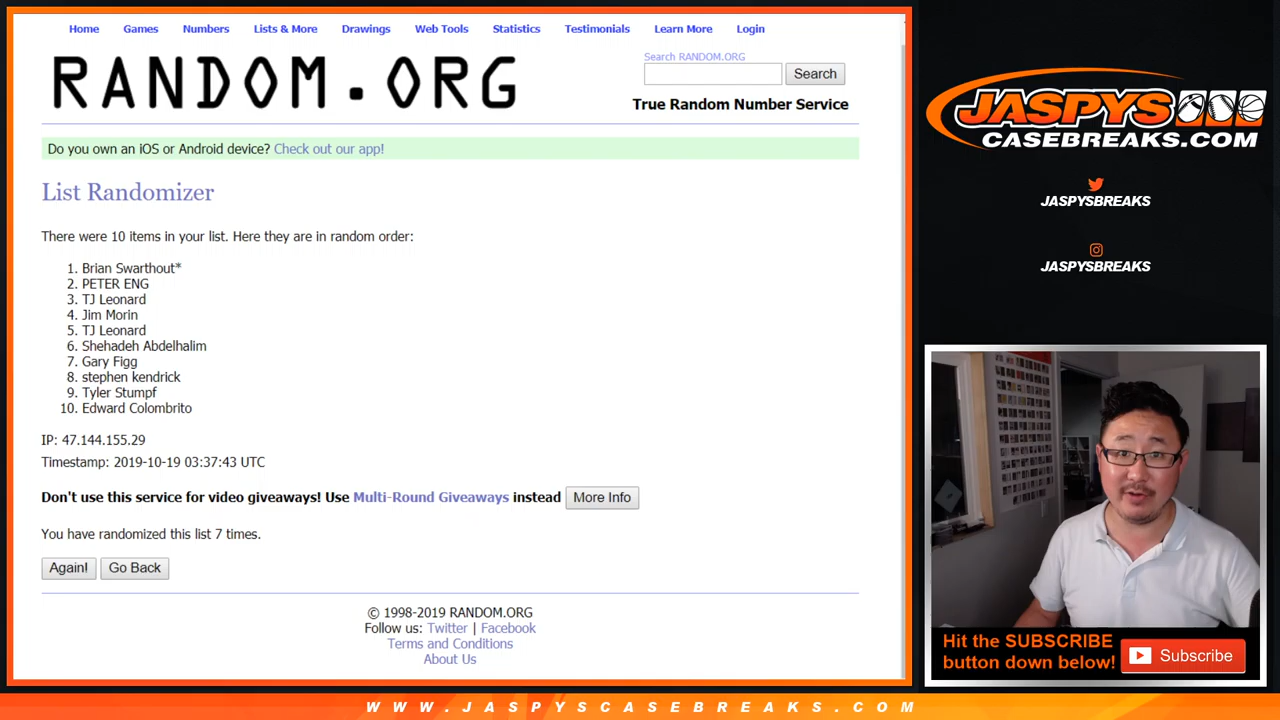 Home Games Numbers Lists & More Drawings Web Tools Statistics Testimonials Learn More Login
RANDOM.ORG
Search RANDOM.ORG
Search
True Random Number Service
Do you own an iOS or Android device? Check out our app!
List Randomizer
There were 10 items in your list. Here they are in random order:
1. Brian Swarthout*
2. PETER ENG
3. TJ Leonard
4. Jim Morin
5. TJ Leonard
6. Shehadeh Abdelhalim
7. Gary Figg
8. stephen kendrick
9. Tyler Stumpf
10. Edward Colombrito
IP: 47.144.155.29
Timestamp: 2019-10-19 03:37:43 UTC
Don't use this service for video giveaways! Use Multi-Round Giveaways instead More Info
You have randomized this list 7 times.
Again! Go Back
© 1998-2019 RANDOM.ORG
Follow us: Twitter | Facebook
Terms and Conditions
About Us
JASPYS
CASEBREAKS.COM
JASPYSBREAKS
JASPYSBREAKS
Hit the SUBSCRIBE
button down below!
Subscribe
WWW.JASPYSCASEBREAKS.COM